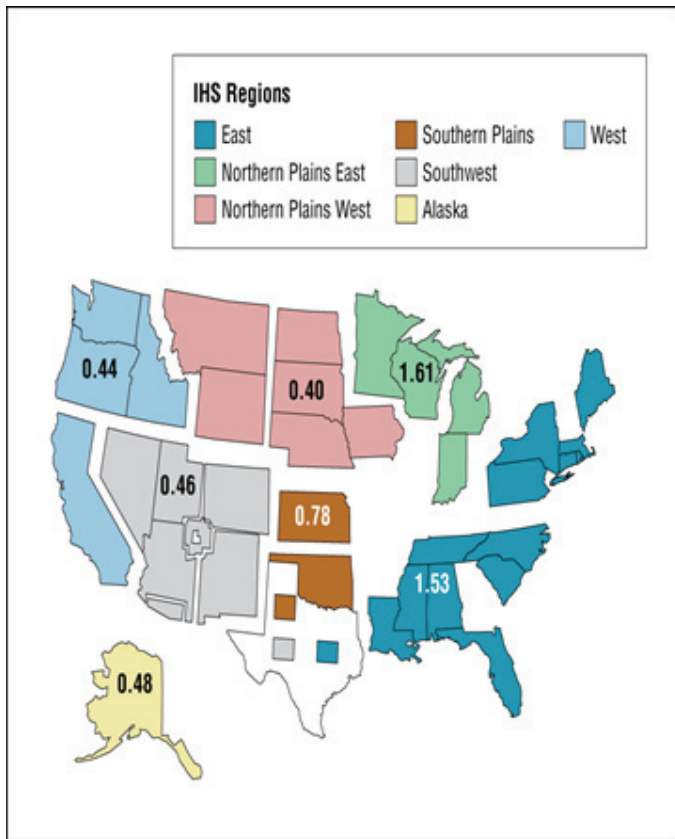 IHS Regions
East
Southern Plains
West
Northern Plains East
Southwest
Northern Plains West
Alaska
0.44
0.40
1.61
0.46
0.78
1.53
0.48